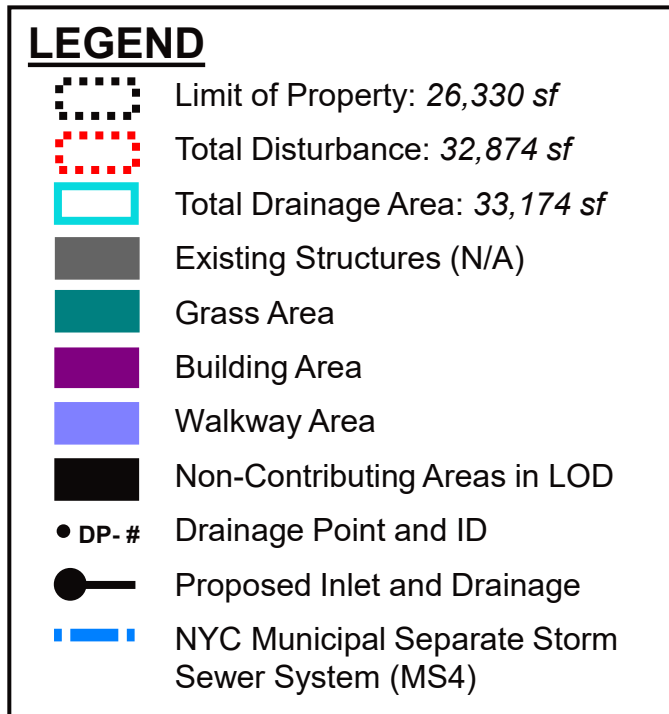 LEGEND
Limit of Property: 26,330 sf
Total Disturbance: 32,874 sf
Total Drainage Area: 33,174 sf
Existing Structures (N/A)
Grass Area
Building Area
Walkway Area
Non-Contributing Areas in LOD
DP- # Drainage Point and ID
Proposed Inlet and Drainage
NYC Municipal Separate Storm
Sewer System (MS4)